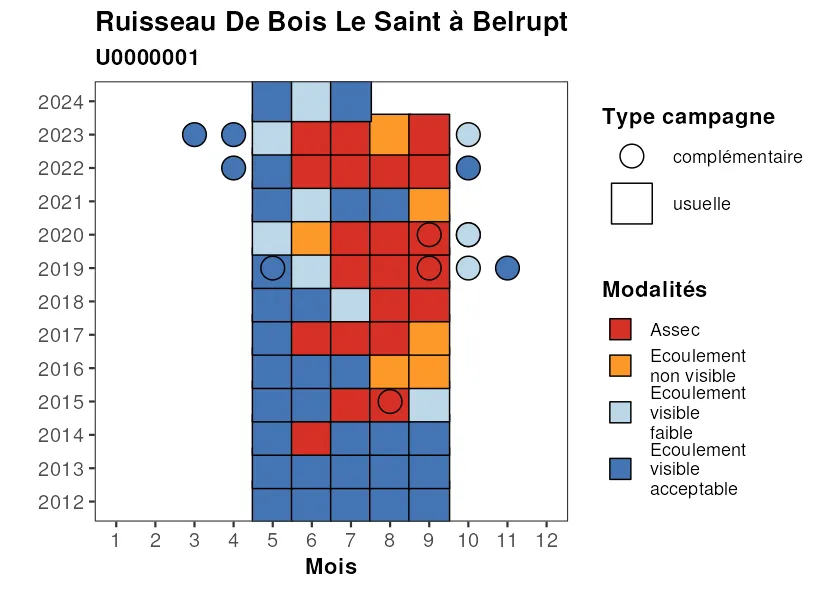 Ruisseau De Bois Le Saint à Belrupt
U0000001
2024
2023
2022
2021
2020
2019
2018
2017
2016
2015
2014
2013
2012
1 2 3 4 5 6 7 8 9 10 11 12
Mois
Type campagne
complémentaire
usuelle
Modalités
Assec
Ecoulement
non visible
Ecoulement
visible
faible
Ecoulement
visible
acceptable